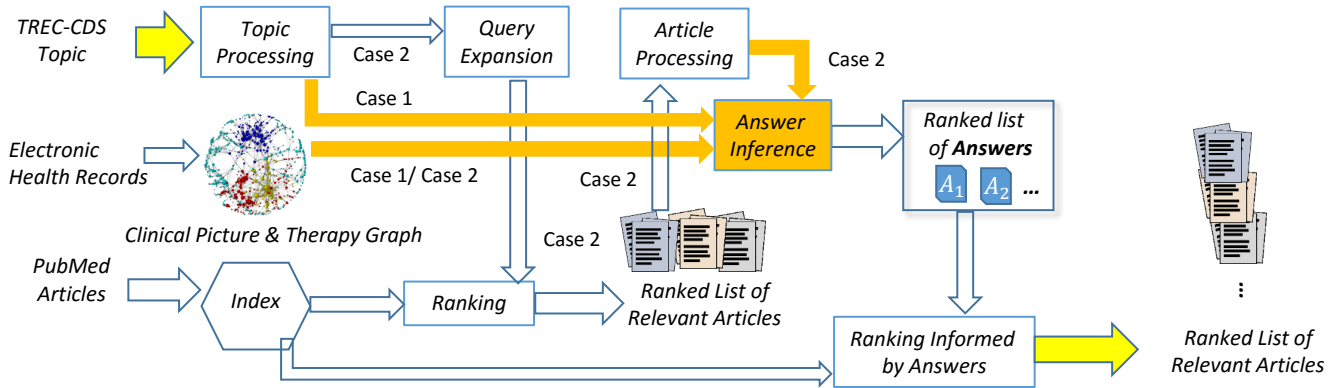 TREC-CDS
Topic
Topic
Processing
Case 2
Query
Expansion
Article
Processing
Case 2
Case 1
Answer
Inference
Ranked list
of Answers
A1 A2 ...
Electronic
Health Records
Case 1/ Case 2
Case 2
Clinical Picture & Therapy Graph
Case 2
PubMed
Articles
Index
Ranking
Ranked List of
Relevant Articles
Ranking Informed
by Answers
...
Ranked List of
Relevant Articles